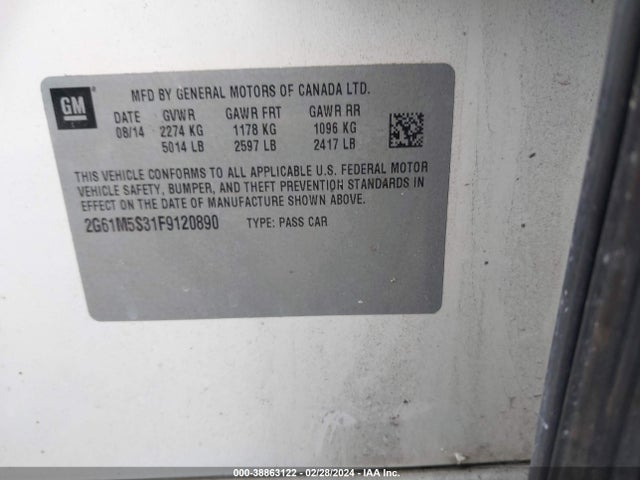 GM
MFD BY GENERAL MOTORS OF CANADA LTD.
DATE GVWR GAWR FRT GAWR RR
08/14 2274 KG 1178 KG 1096 KG
5014 LB 2597 LB 2417 LB
THIS VEHICLE CONFORMS TO ALL APPLICABLE U.S. FEDERAL MOTOR
VEHICLE SAFETY, BUMPER, AND THEFT PREVENTION STANDARDS IN
EFFECT ON THE DATE OF MANUFACTURE SHOWN ABOVE.
2G61M5S31F9120890 TYPE: PASS CAR
000-38863122 - 02/28/2024 - IAA Inc.